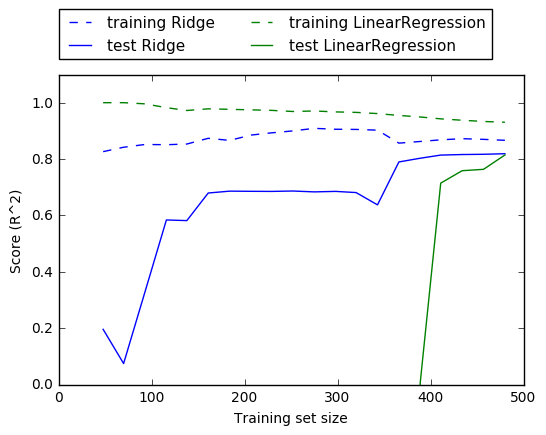 training Ridge
test Ridge
training LinearRegression
test LinearRegression
Score (R^2)
1.0
0.8
0.6
0.4
0.2
0.0
0
100
200
300
400
500
Training set size